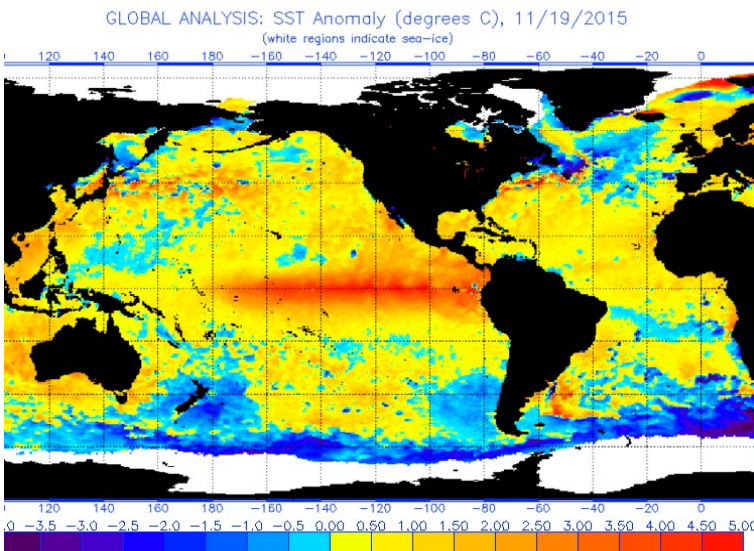 GLOBAL ANALYSIS: SST Anomaly (degrees C), 11/19/2015
(white regions indicate sea-ice)
120 140 160 180 -160 -140 -120 -100 -80 -60 -40 -20 0
120 140 160 180 -160 -140 -120 -100 -80 -60 -40 -20 0
.0 -3.5 -3.0 -2.5 -2.0 -1.5 -1.0 -0.5 0.00 0.50 1.00 1.50 2.00 2.50 3.00 3.50 4.00 4.50 5.00